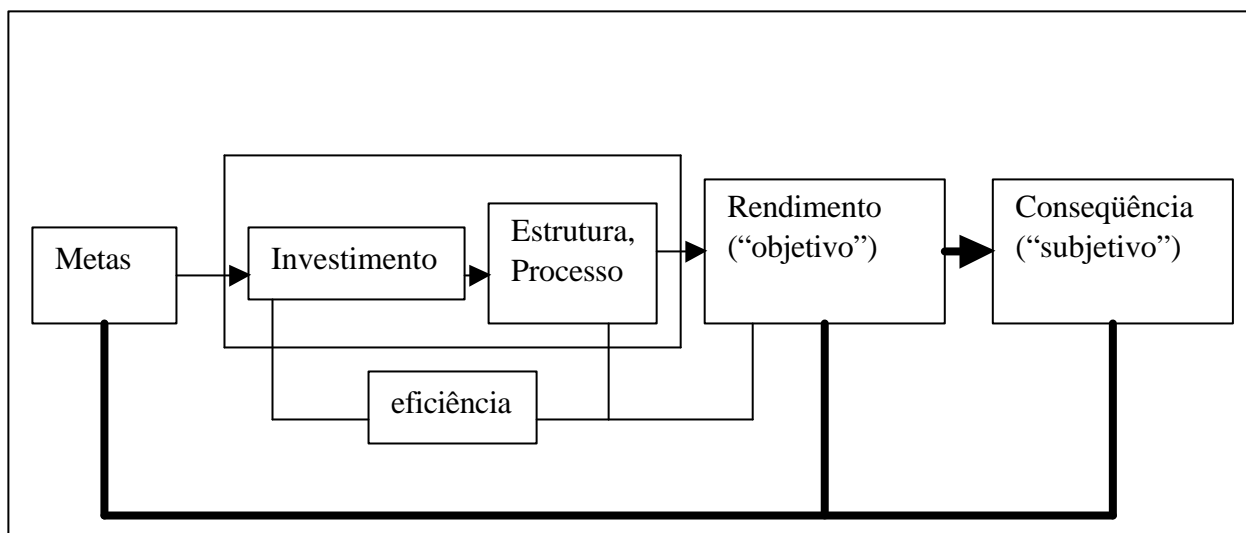 Metas
Investimento
Estrutura,
Processo
Rendimento
(“objetivo”)
Conseqüência
(“subjetivo”)
eficiência